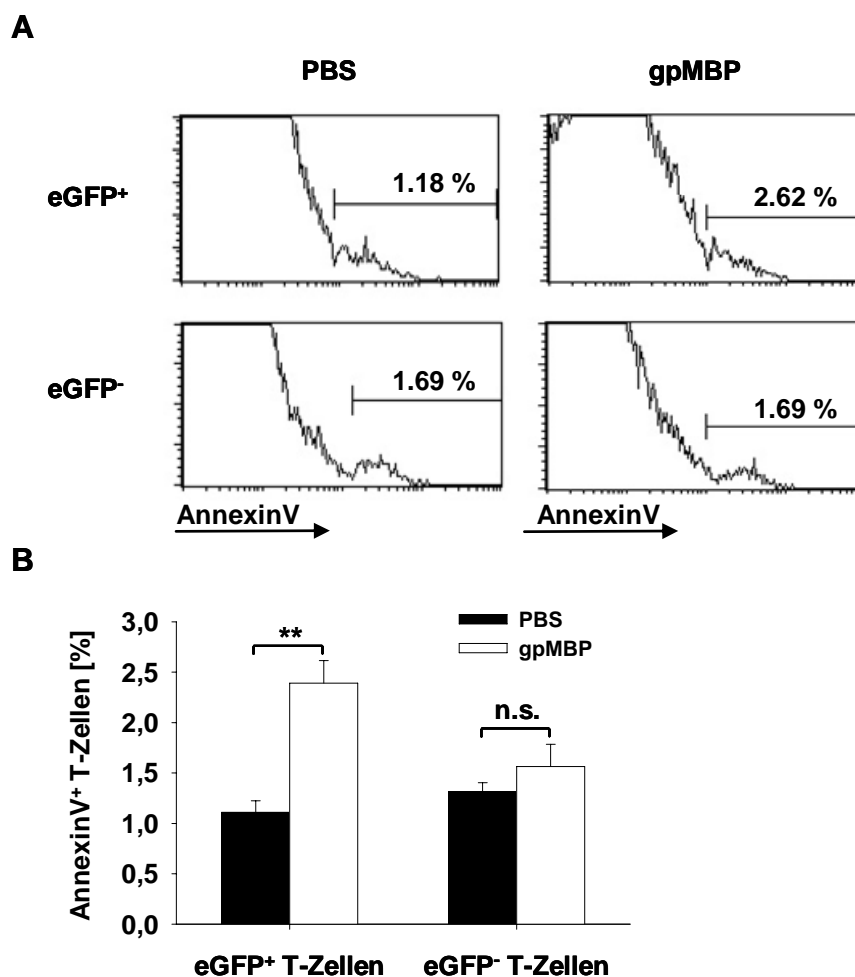 A
PBS gpMBP
eGFP⁺ 1.18 % 2.62 %
eGFP⁻ 1.69 % 1.69 %
AnnexinV AnnexinV
B
AnnexinV⁺ T-Zellen [%]
3,0
2,5
2,0
1,5
1,0
0,5
0,0
PBS
gpMBP
**
n.s.
eGFP⁺ T-Zellen eGFP⁻ T-Zellen